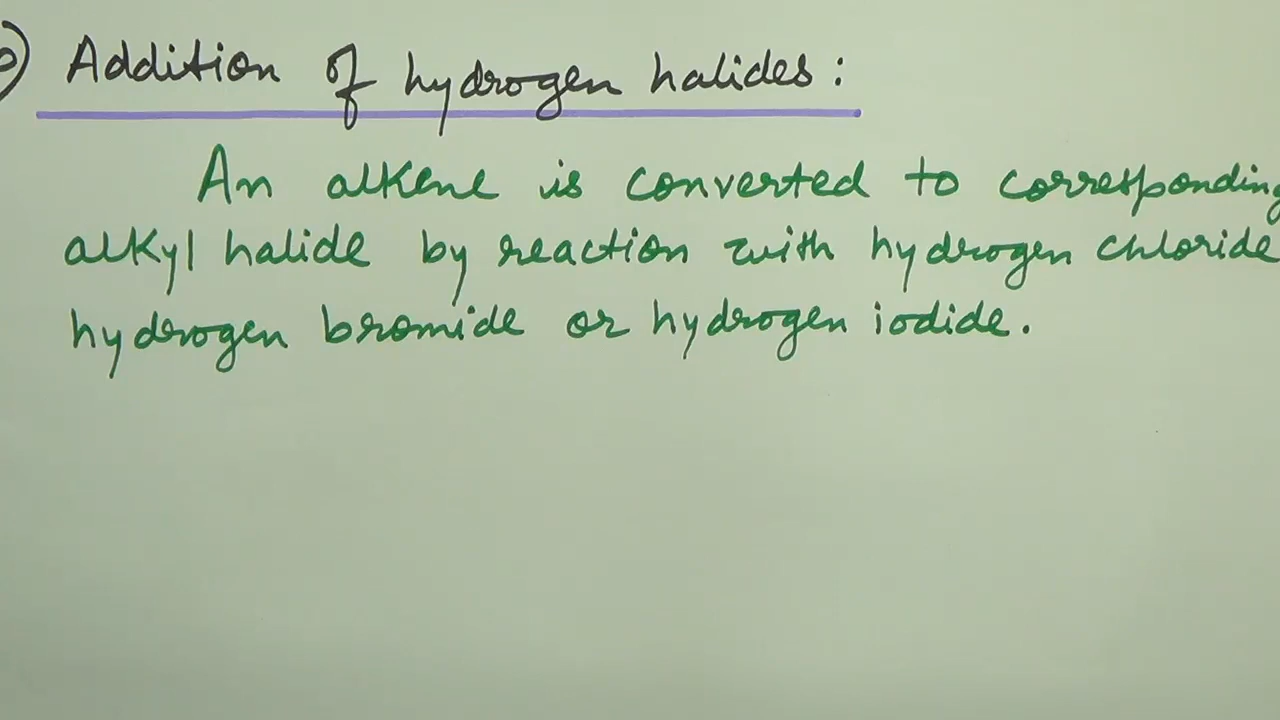 ) Addition of hydrogen halides :
An alkene is converted to corresponding
alkyl halide by reaction with hydrogen chloride
hydrogen bromide or hydrogen iodide.